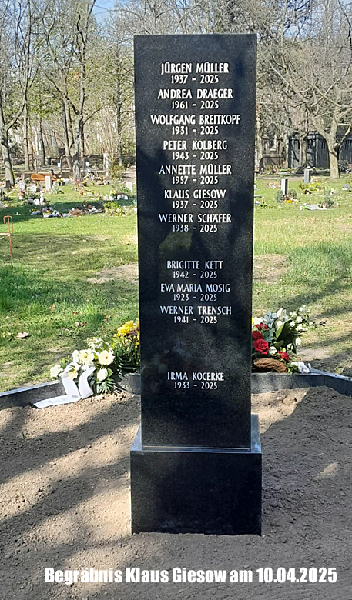 JÜRGEN MÜLLER
1937 - 2025
ANDREA DRAEGER
1961 - 2025
WOLFGANG BREITKOPF
1931 - 2025
PETER KOLBERG
1943 - 2025
ANNETTE MÜLLER
1937 - 2025
KLAUS GIESOW
1937 - 2025
WERNER SCHÄFER
1938 - 2025
BRIGITTE KETT
1942 - 2025
EVA MARIA MOSIG
1923 - 2025
WERNER TRENSCH
1941 - 2025
IRMA KOCERKE
1933 - 2025
Begräbnis Klaus Giesow am 10.04.2025